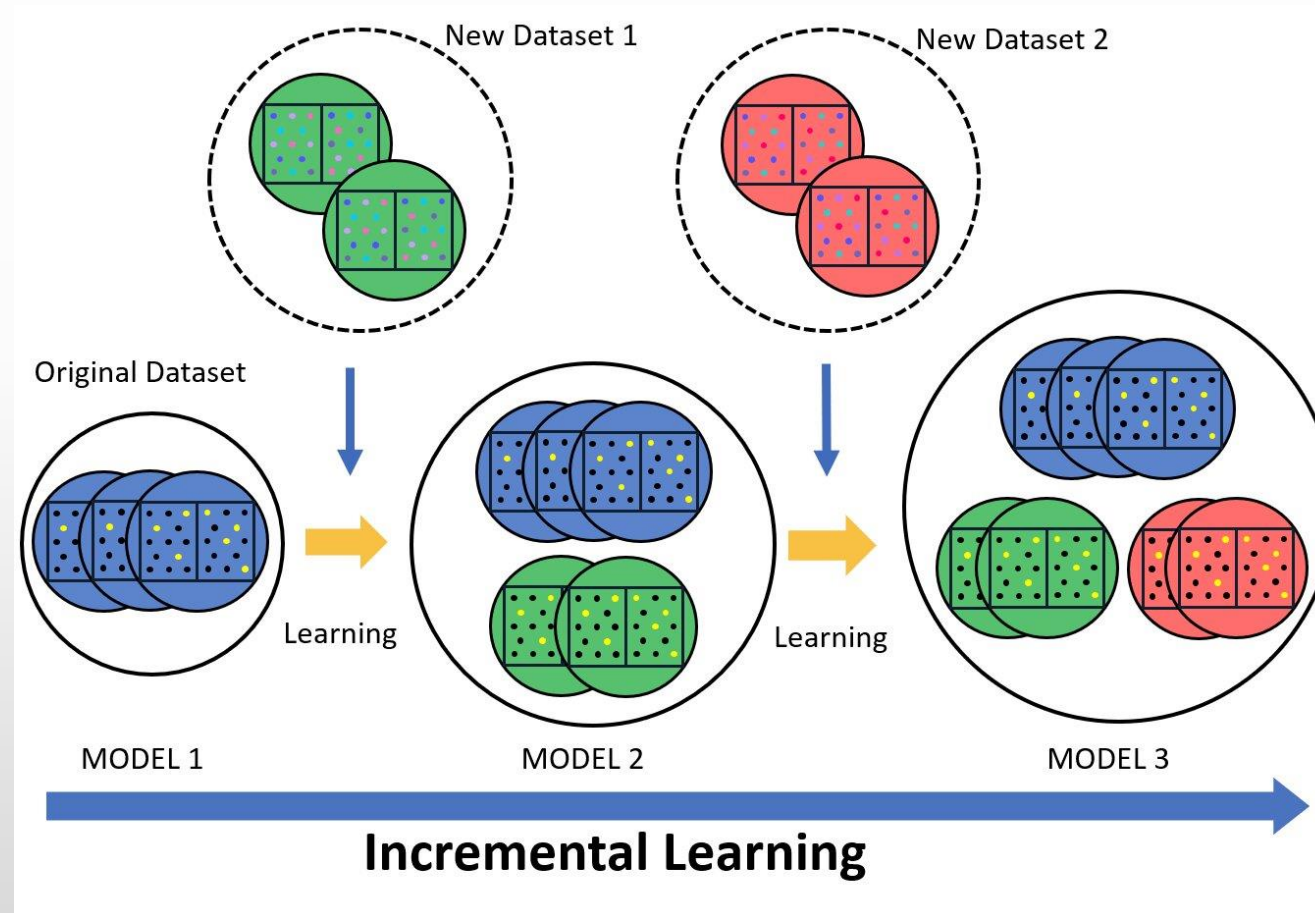 New Dataset 1
New Dataset 2
Original Dataset
Learning
Learning
MODEL 1
MODEL 2
MODEL 3
Incremental Learning